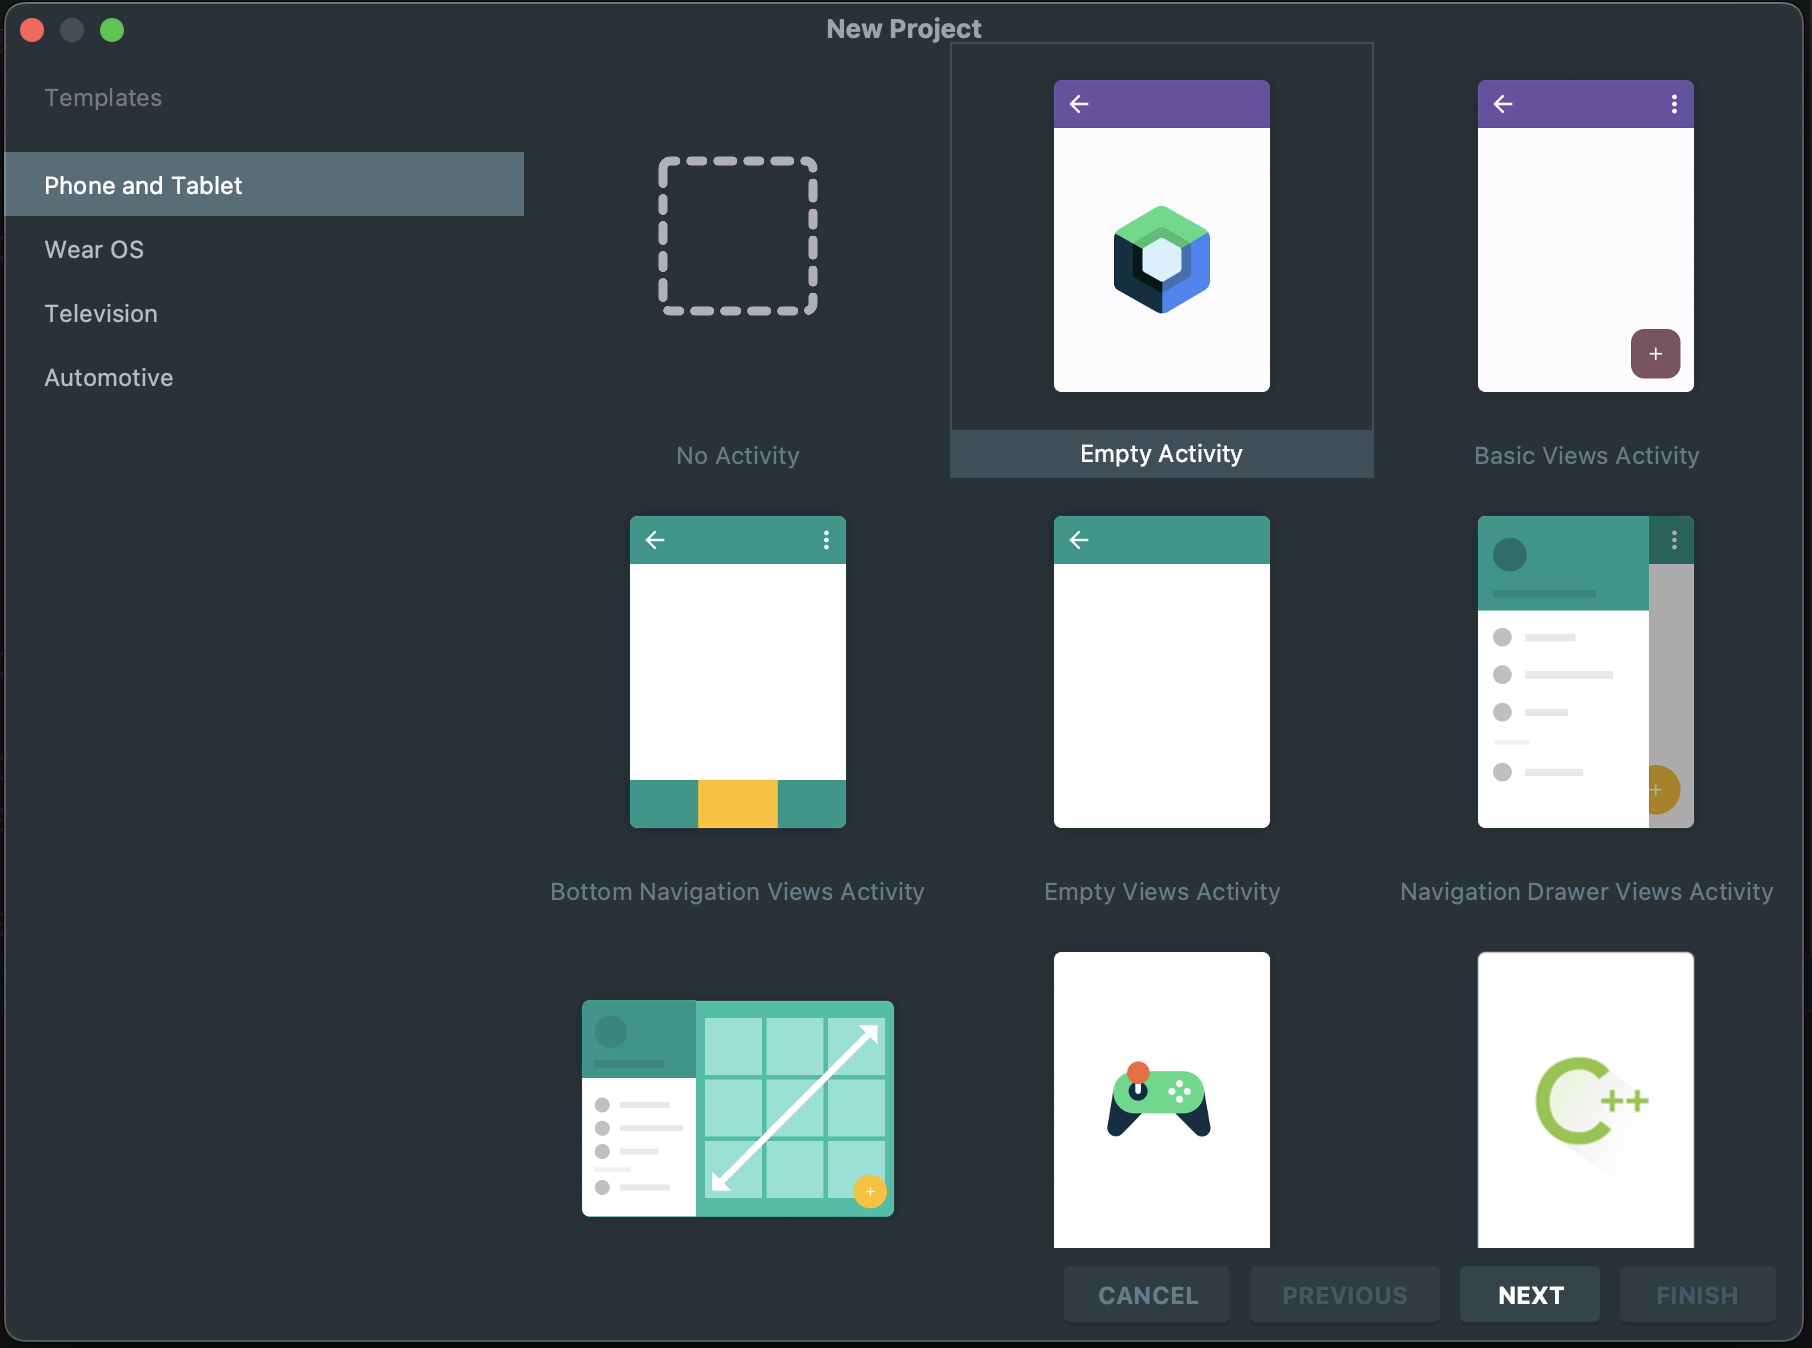 New Project
Templates
Phone and Tablet
Wear OS
Television
Automotive
No Activity
Empty Activity
Basic Views Activity
Bottom Navigation Views Activity
Empty Views Activity
Navigation Drawer Views Activity
C++
CANCEL
PREVIOUS
NEXT
FINISH